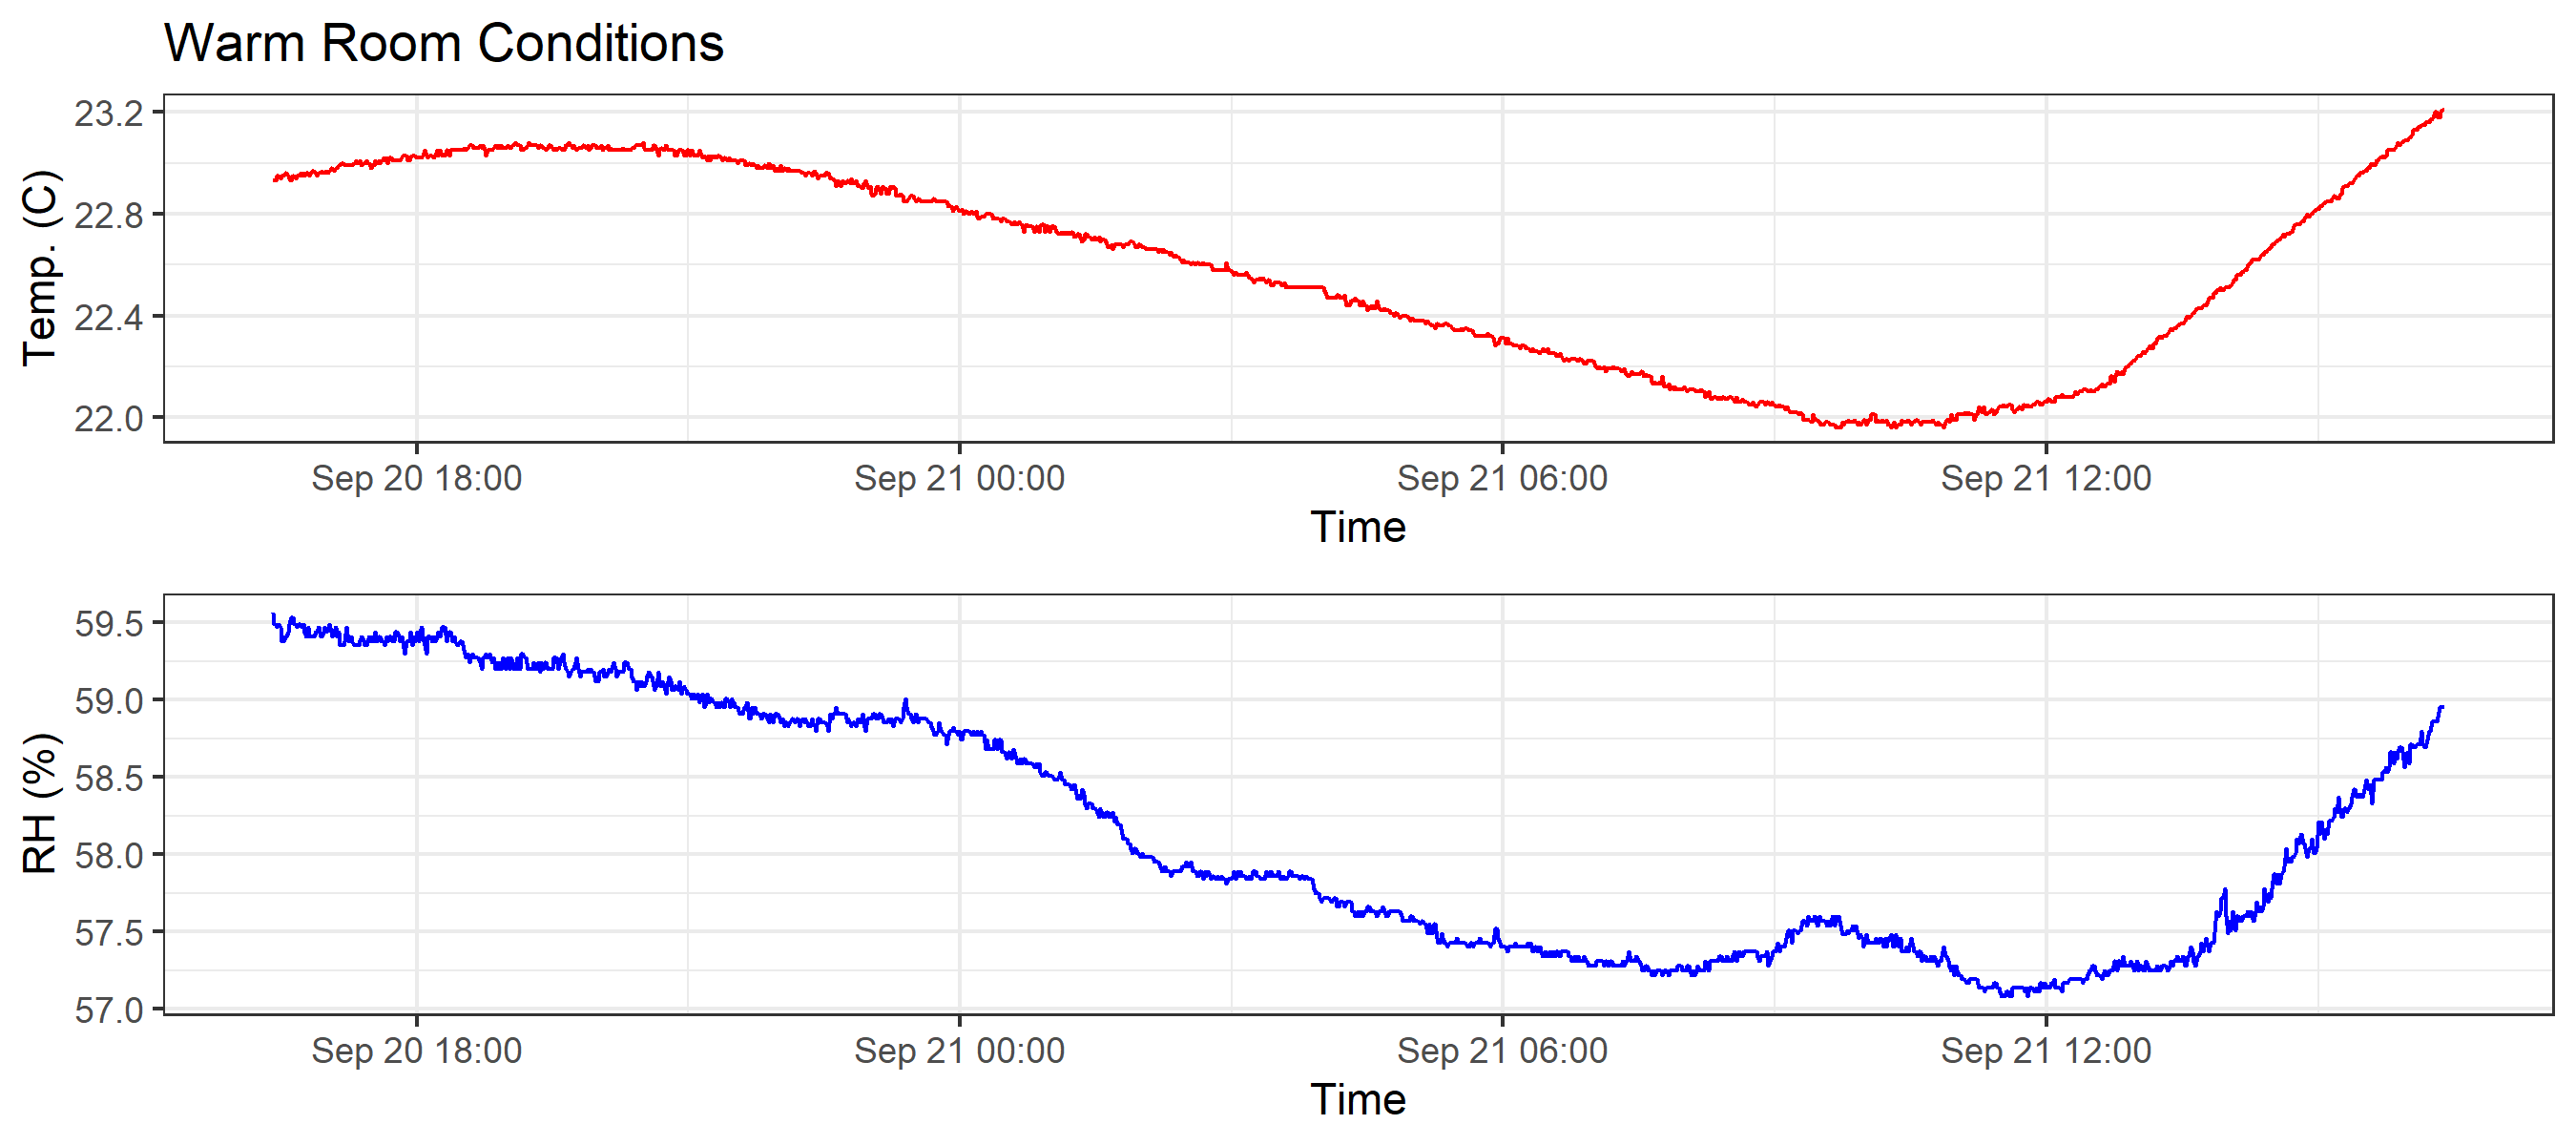 Warm Room Conditions
Temp. (C)
23.2
22.8
22.4
22.0
Sep 20 18:00 Sep 21 00:00 Sep 21 06:00 Sep 21 12:00
Time
RH (%)
59.5
59.0
58.5
58.0
57.5
57.0
Sep 20 18:00 Sep 21 00:00 Sep 21 06:00 Sep 21 12:00
Time